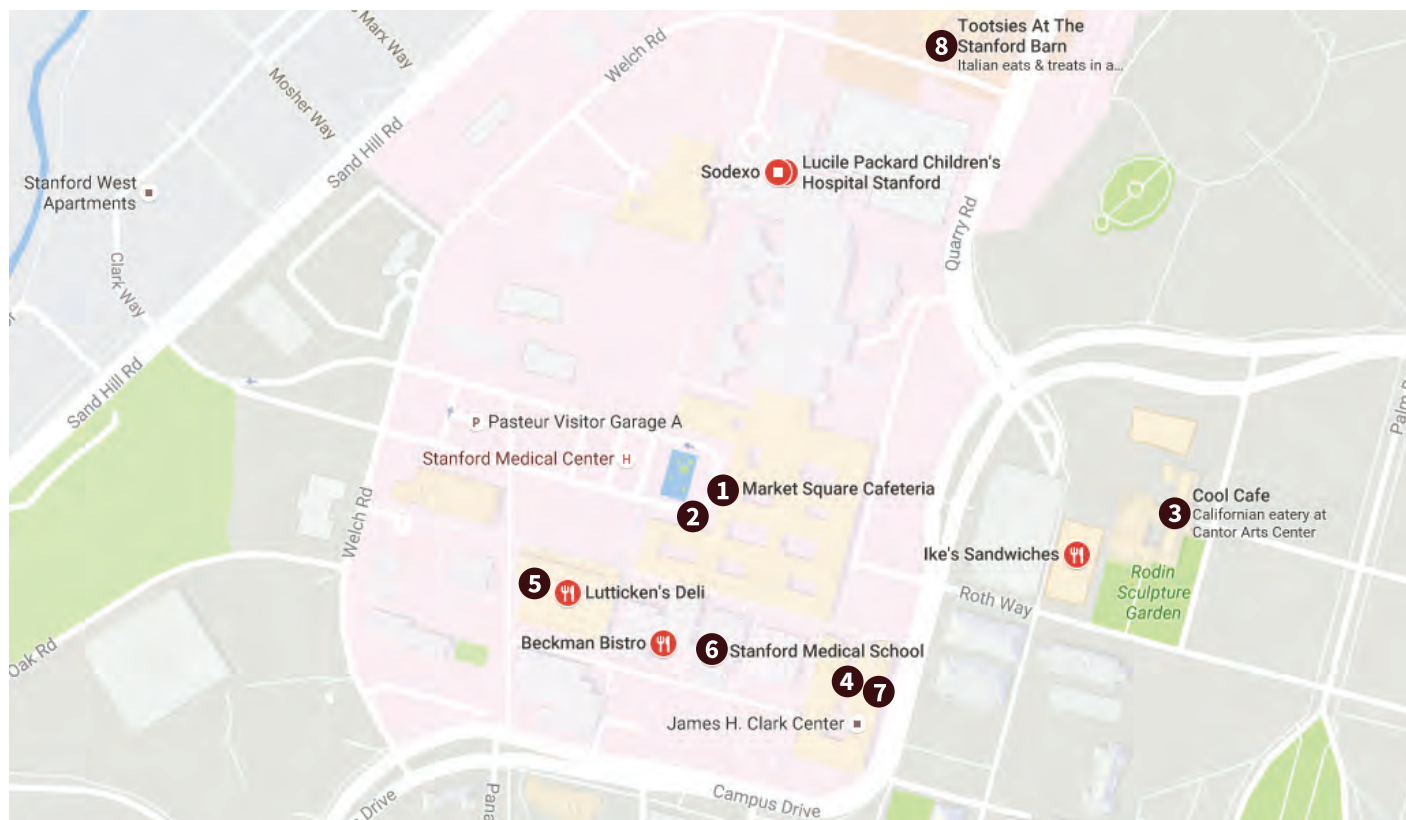 s Marx Way
Mosher Way
Sand Hill Rd
Welch Rd
8
Tootsies At The
Stanford Barn
Italian eats & treats in a...
Stanford West
Apartments
Sodexo
Lucile Packard Children's
Hospital Stanford
Clark Way
Quarry Rd
Sand Hill Rd
Palm D
P Pasteur Visitor Garage A
Stanford Medical Center H
1 Market Square Cafeteria
2
3
Cool Cafe
Californian eatery at
Cantor Arts Center
Welch Rd
Ike's Sandwiches
5
Lutticken's Deli
Rodin
Sculpture
Garden
Roth Way
Beckman Bistro
6 Stanford Medical School
Oak Rd
4
7
James H. Clark Center
Campus Drive
s Drive
Pana